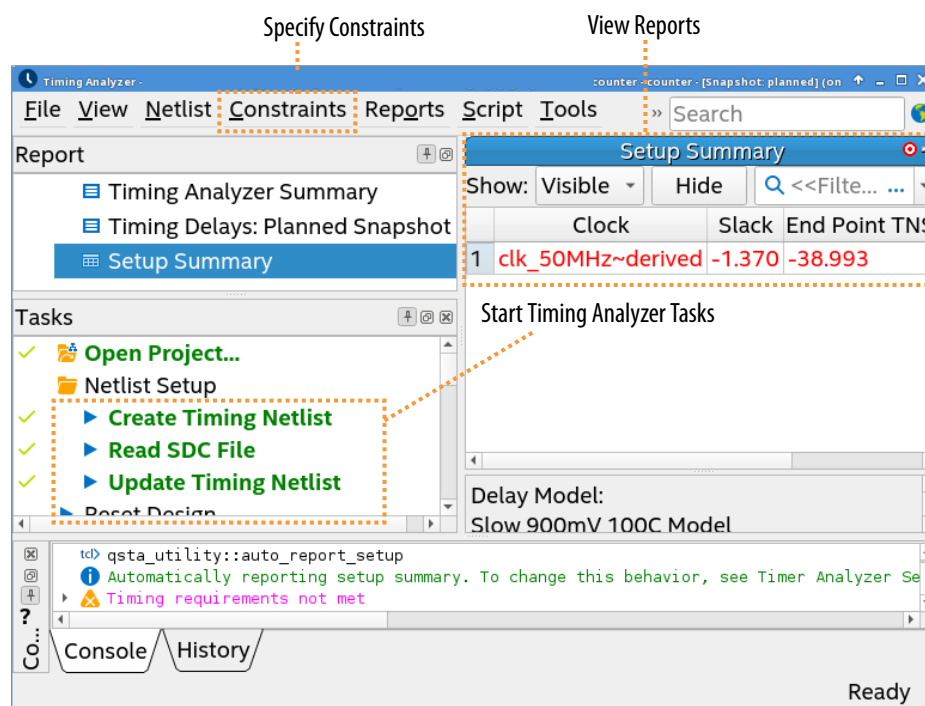 Specify Constraints
View Reports
Timing Analyzer -
counter - counter - [Snapshot: planned] (on
File View Netlist Constraints Reports Script Tools » Search
Report
Timing Analyzer Summary
Timing Delays: Planned Snapshot
Setup Summary
Setup Summary
Show: Visible Hide <<Filte... ...
Clock Slack End Point TNS
1 clk_50MHz~derived -1.370 -38.993
Start Timing Analyzer Tasks
Tasks
Open Project...
Netlist Setup
Create Timing Netlist
Read SDC File
Update Timing Netlist
Reset Design
Delay Model:
Slow 900mV 100C Model
tcl> qsta_utility::auto_report_setup
Automatically reporting setup summary. To change this behavior, see Timer Analyzer Se
Timing requirements not met
?
Co...
Console History
Ready